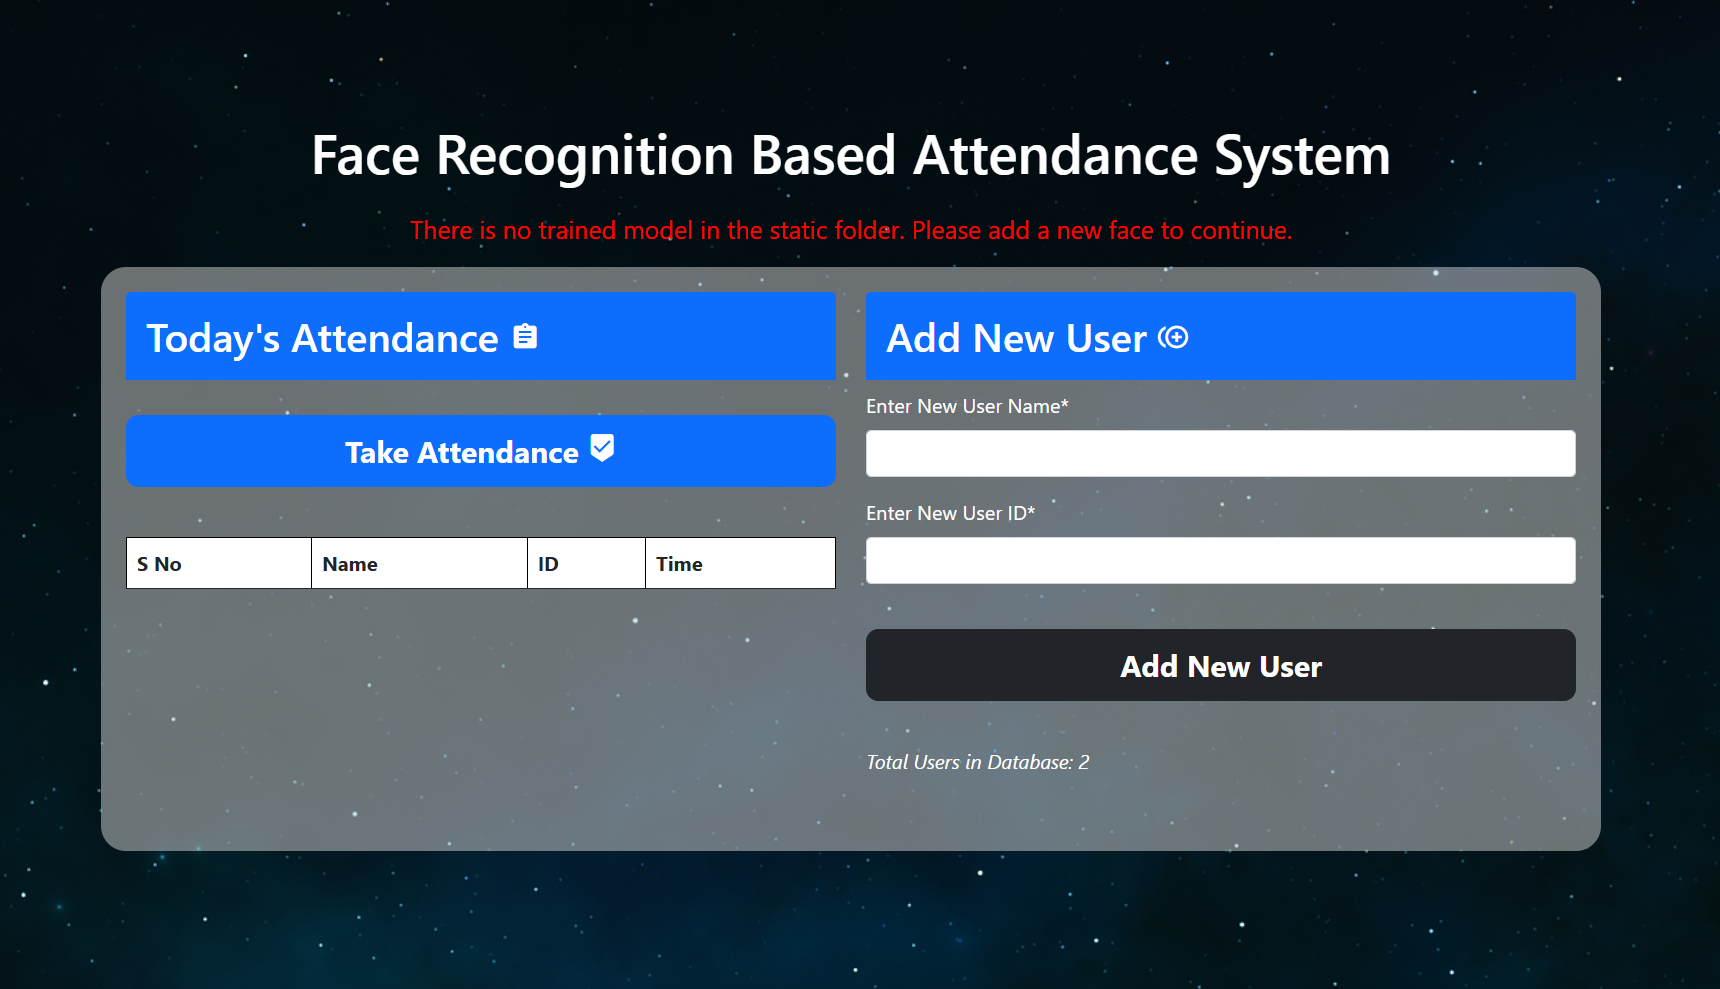 Face Recognition Based Attendance System
There is no trained model in the static folder. Please add a new face to continue.
Today's Attendance
Take Attendance
S No Name ID Time
Add New User
Enter New User Name*
Enter New User ID*
Add New User
Total Users in Database: 2